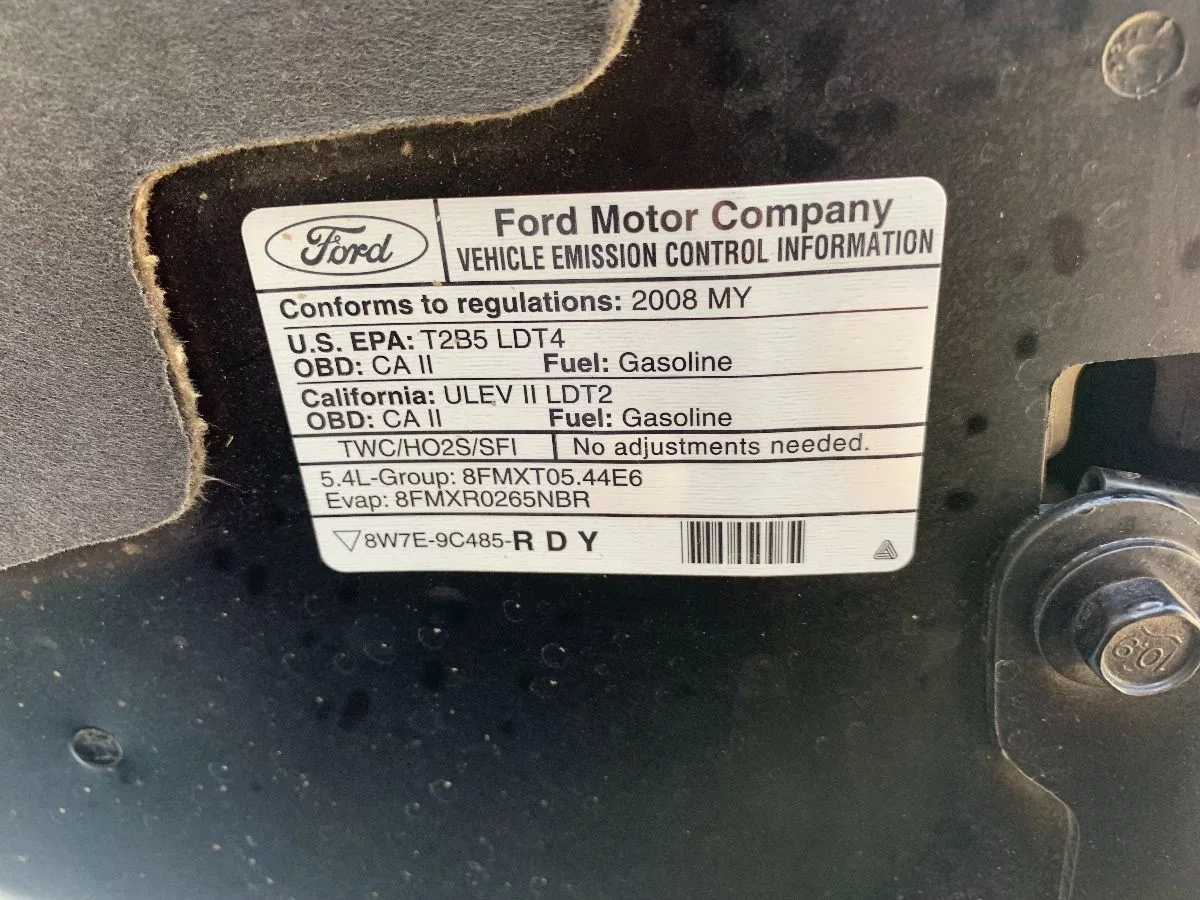 Ford
Ford Motor Company
VEHICLE EMISSION CONTROL INFORMATION
Conforms to regulations: 2008 MY
U.S. EPA: T2B5 LDT4
OBD: CA II Fuel: Gasoline
California: ULEV II LDT2
OBD: CA II Fuel: Gasoline
TWC/HO2S/SFI No adjustments needed.
5.4L-Group: 8FMXT05.44E6
Evap: 8FMXR0265NBR
8W7E-9C485-R D Y
10.9